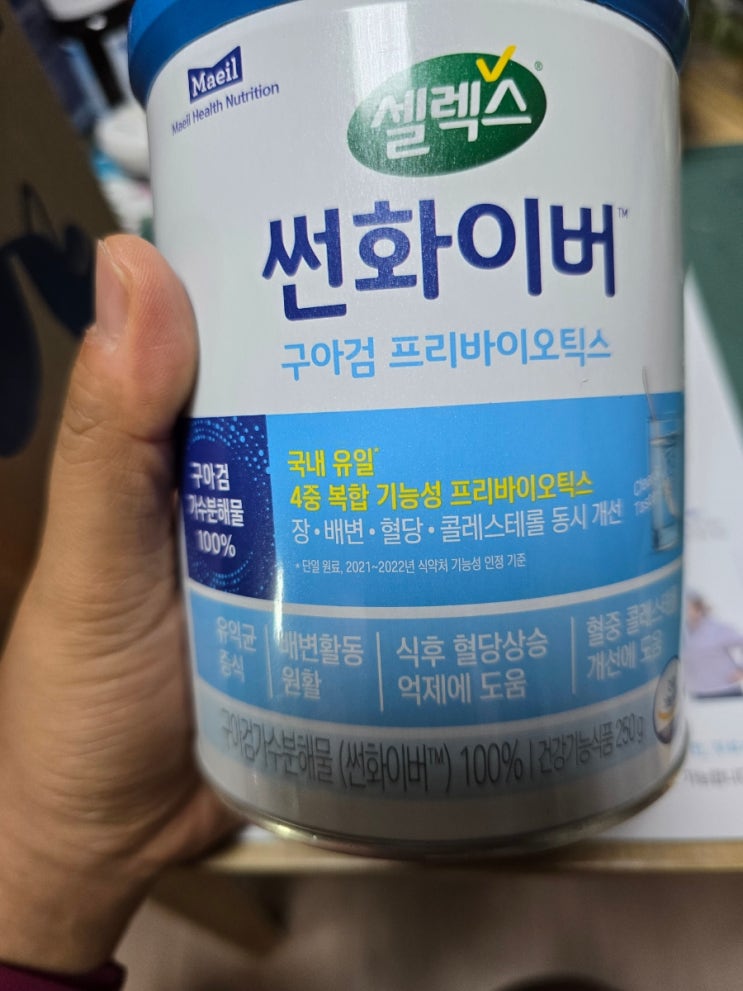 Maeil
Maeil Health Nutrition
셀렉스®
썬화이버™
구아검 프리바이오틱스
구아검
가수분해물
100%
국내 유일*
4중 복합 기능성 프리바이오틱스
장·배변·혈당·콜레스테롤 동시 개선
* 단일 원료, 2021~2022년 식약처 기능성 인정 기준
유익균
증식
배변활동
원활
식후 혈당상승
억제에 도움
혈중 콜레스테
개선에 도움
구아검가수분해물 (썬화이버™) 100% | 건강기능식품 250g